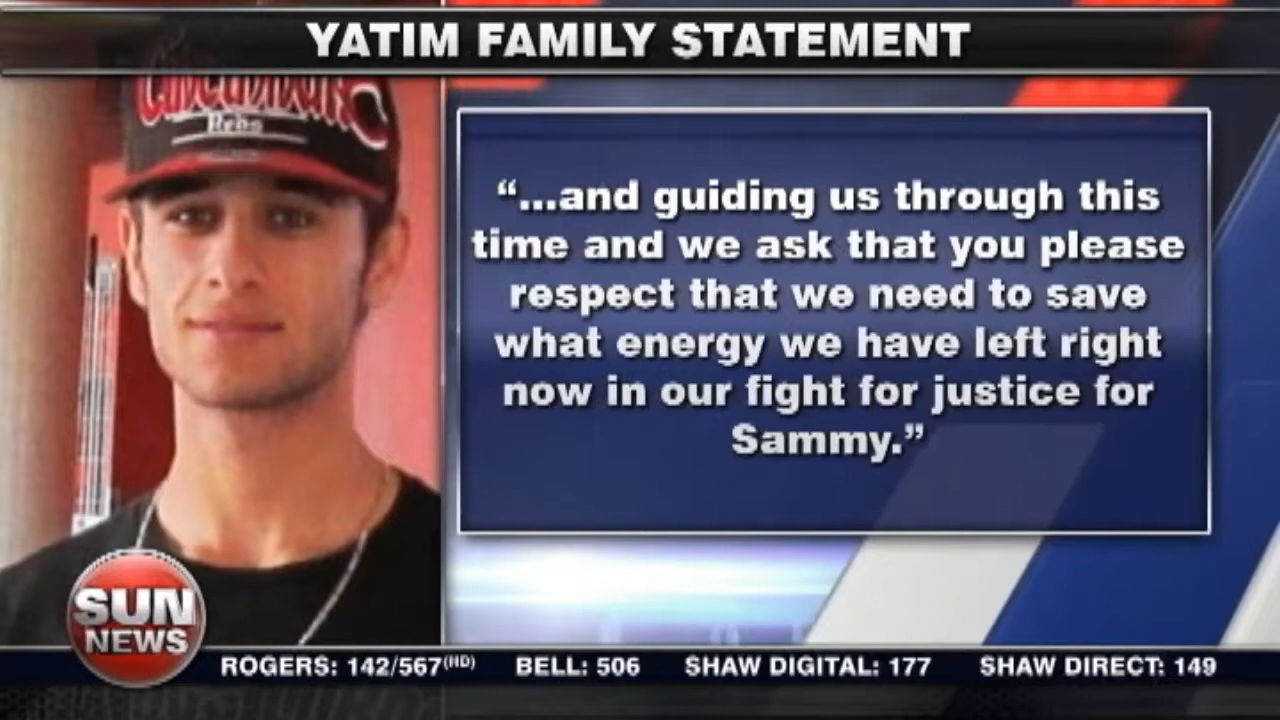 YATIM FAMILY STATEMENT
Rebs
“...and guiding us through this
time and we ask that you please
respect that we need to save
what energy we have left right
now in our fight for justice for
Sammy.”
SUN
NEWS
ROGERS: 142/567(HD) BELL: 506 SHAW DIGITAL: 177 SHAW DIRECT: 149